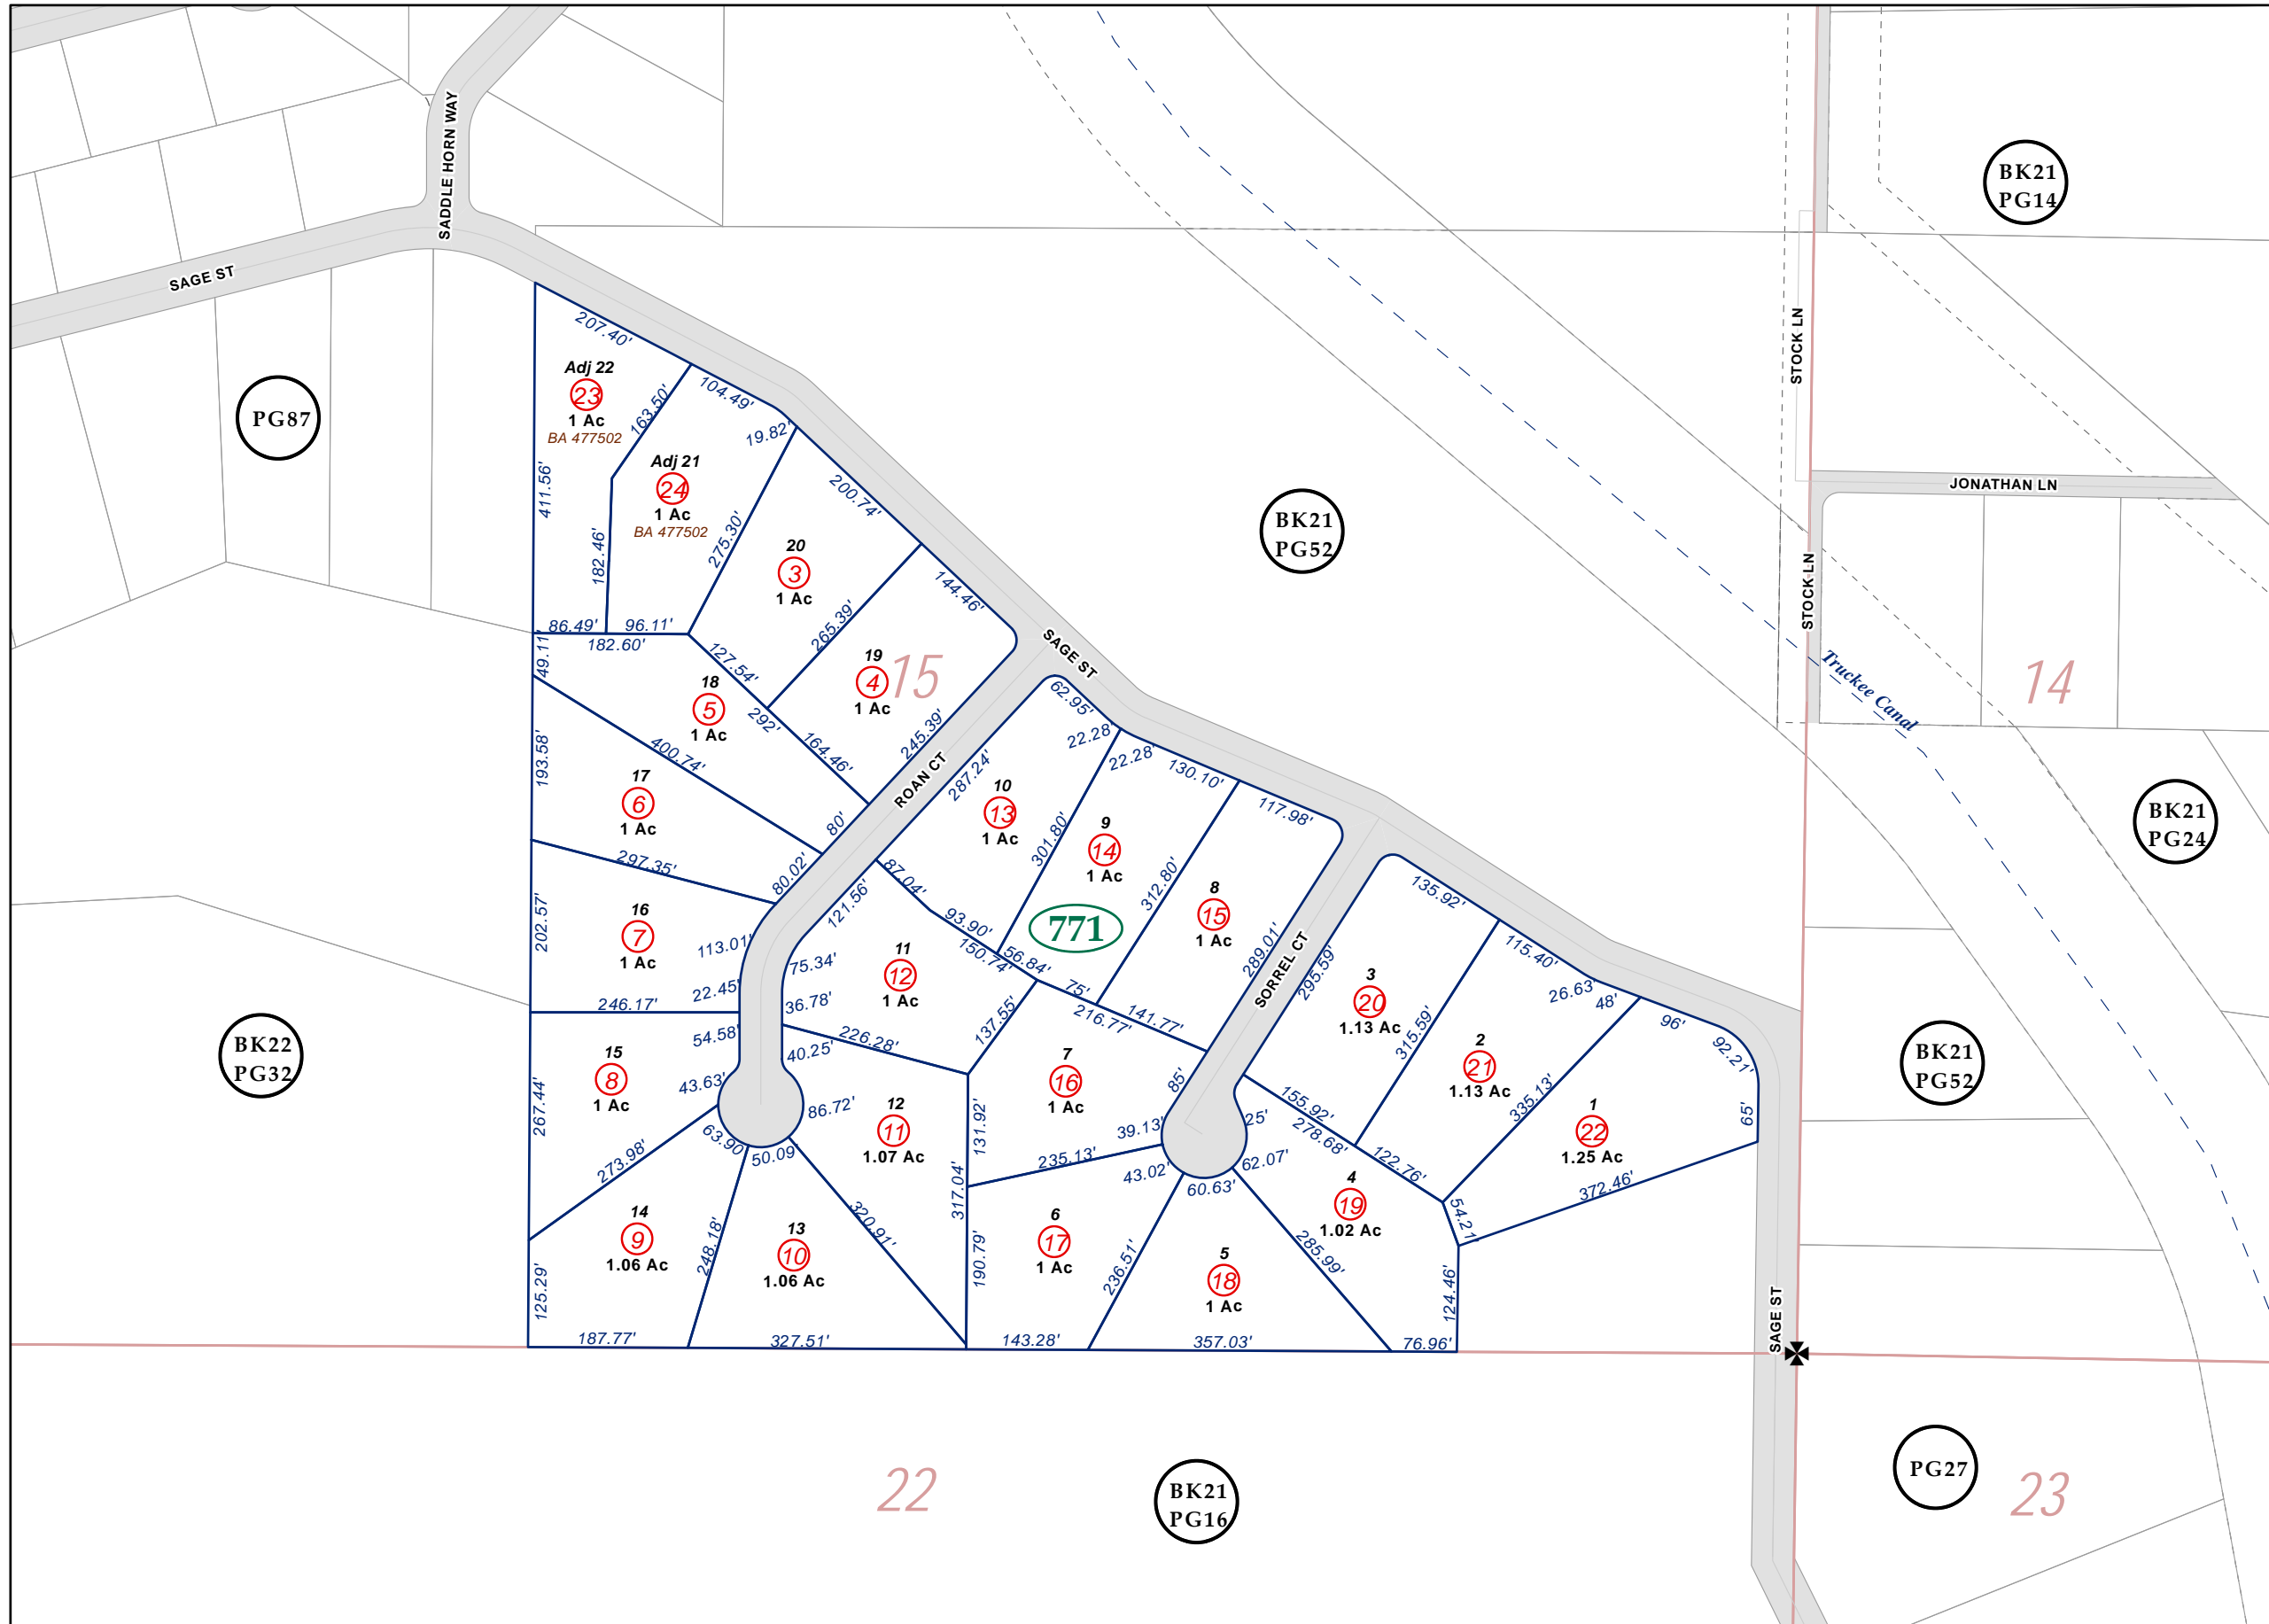 SADDLE HORN WAY
SAGE ST
BK21
PG14
STOCK LN
207.40'
Adj 22
23
1 Ac
BA 477502
163.50'
104.49'
19.82'
PG87
411.56'
Adj 21
24
1 Ac
BA 477502
182.46'
275.30'
200.74'
JONATHAN LN
BK21
PG52
20
3
1 Ac
144.46'
STOCK LN
86.49'
96.11'
182.60'
49.11'
127.54'
265.39'
SAGE ST
19
4
1 Ac
15
14
Truckee Canal
18
5
1 Ac
292'
164.46'
245.39'
62.95'
22.28'
22.28'
130.10'
193.58'
400.74'
17
6
1 Ac
ROAN CT
287.24'
10
13
1 Ac
117.98'
80'
301.80'
9
14
1 Ac
BK21
PG24
297.35'
80.02'
87.04'
312.80'
135.92'
202.57'
16
7
1 Ac
121.56'
93.90'
771
8
15
1 Ac
113.01'
75.34'
11
12
1 Ac
150.74'
56.84'
289.01'
SORREL CT
295.59'
115.40'
3
20
1.13 Ac
22.45'
36.78'
246.17'
75'
141.77'
216.77'
26.63'
48'
96'
54.58'
40.25'
226.28'
137.55'
315.59'
92.21'
BK22
PG32
15
8
1 Ac
43.63'
7
16
1 Ac
85'
2
21
1.13 Ac
BK21
PG52
267.44'
86.72'
12
11
1.07 Ac
131.92'
39.13'
25'
155.92'
278.68'
335.13'
1
22
1.25 Ac
65'
273.98'
63.90'
50.09'
235.13'
43.02'
60.63'
62.07'
122.76'
372.46'
317.04'
4
19
1.02 Ac
54.21'
14
9
1.06 Ac
248.18'
13
10
1.06 Ac
320.91'
190.79'
6
17
1 Ac
236.51'
5
18
1 Ac
285.99'
124.46'
125.29'
187.77'
327.51'
143.28'
357.03'
76.96'
SAGE ST
22
BK21
PG16
PG27
23